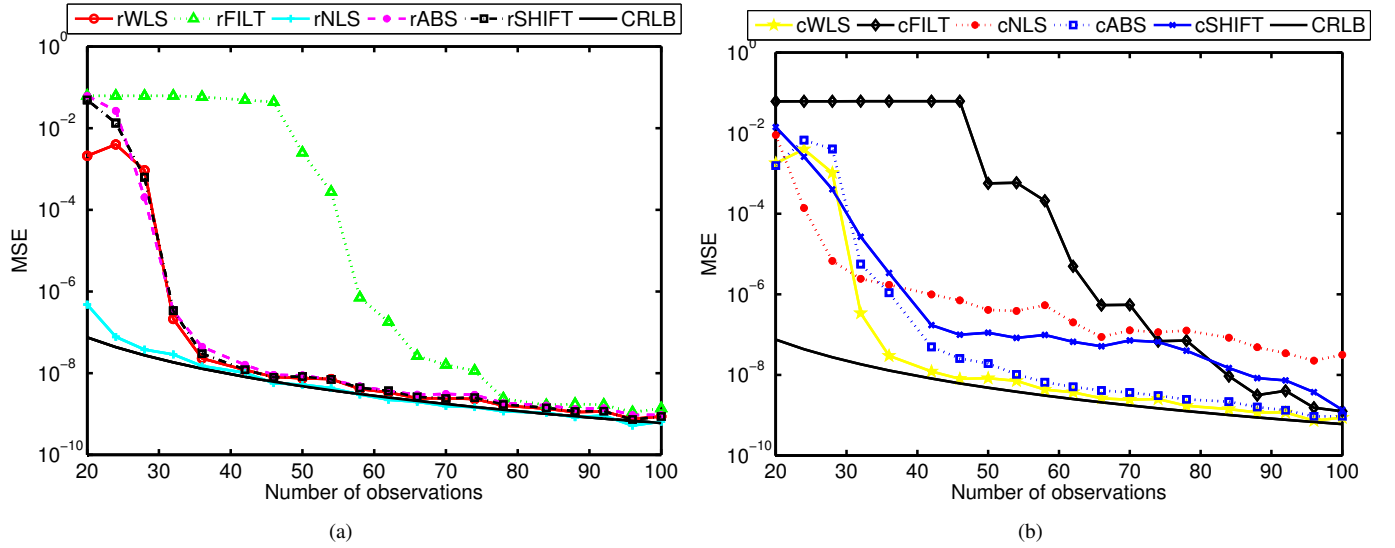 rWLS rFILT rNLS rABS rSHIFT CRLB
10^0
10^-2
10^-4
10^-6
10^-8
10^-10
MSE
20 30 40 50 60 70 80 90 100
Number of observations
(a)
cWLS cFILT cNLS cABS cSHIFT CRLB
10^0
10^-2
10^-4
10^-6
10^-8
10^-10
MSE
20 30 40 50 60 70 80 90 100
Number of observations
(b)